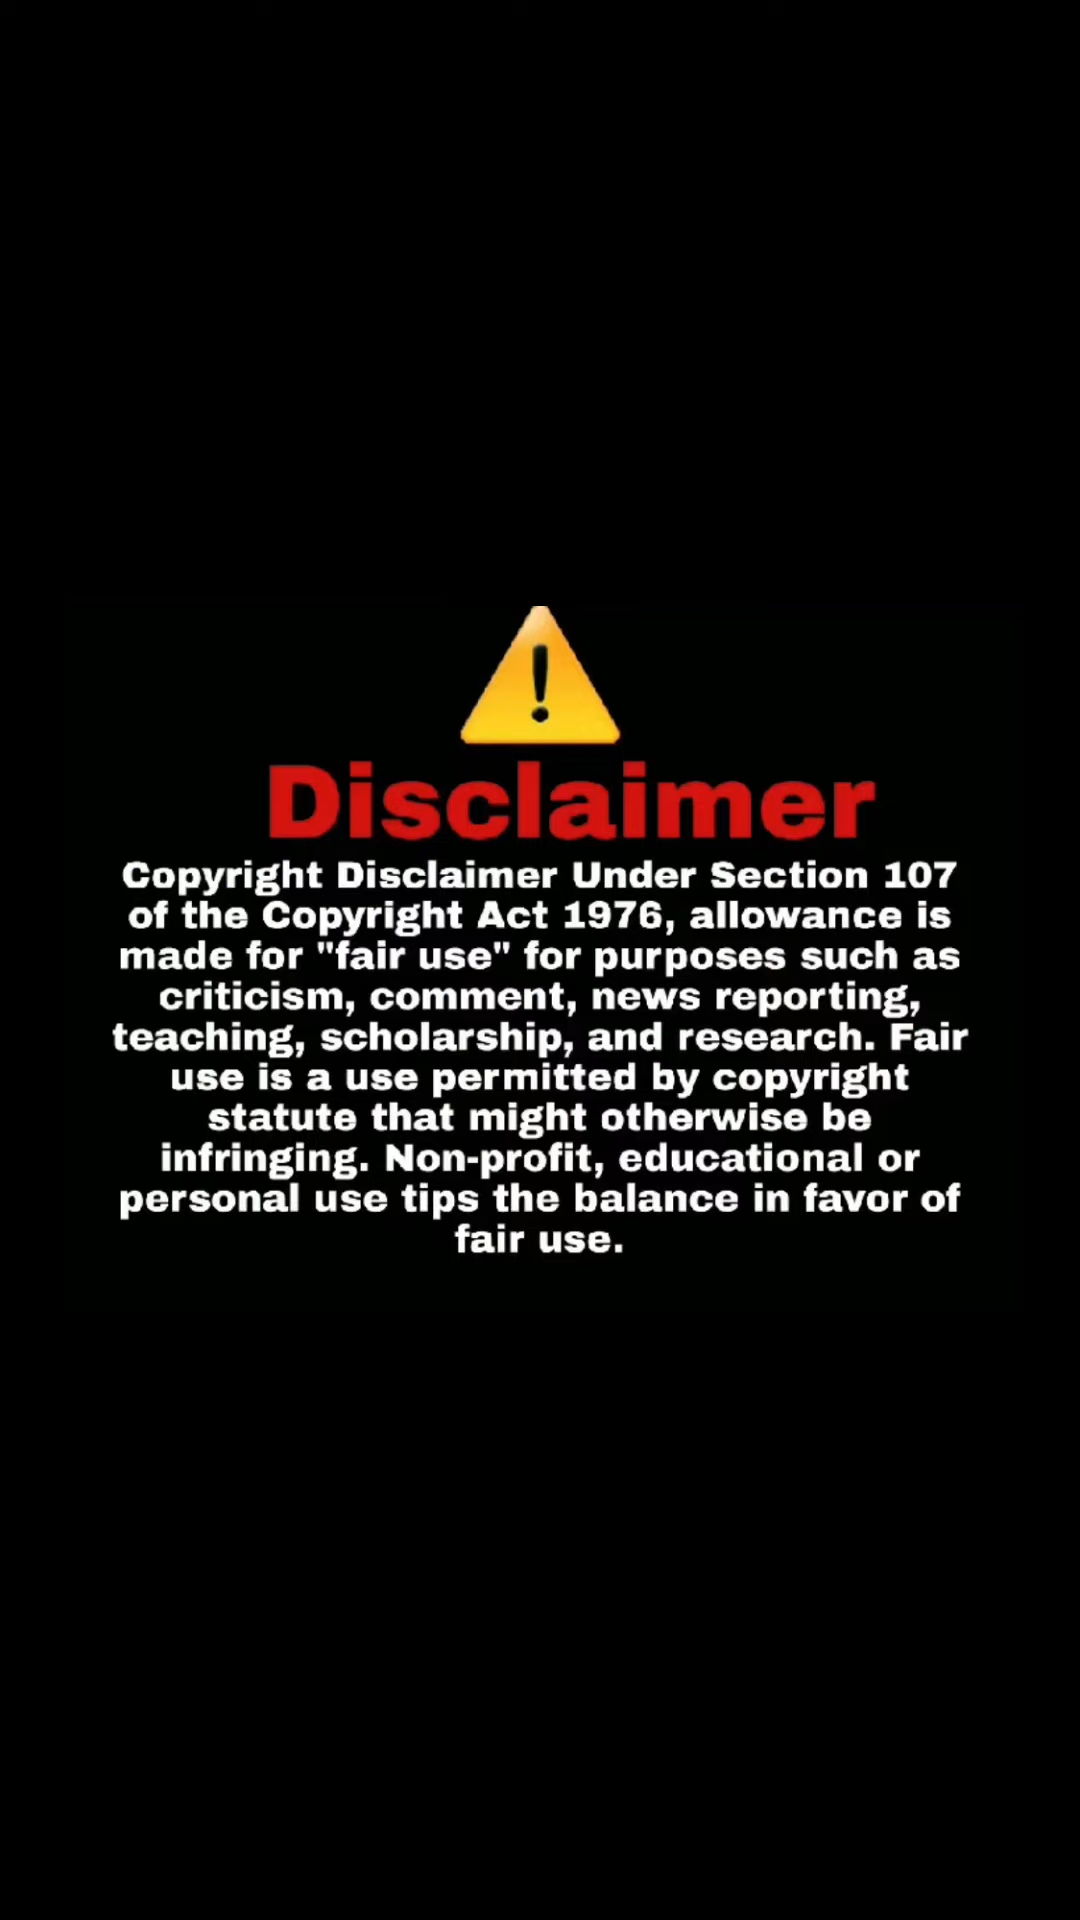 Disclaimer
Copyright Disclaimer Under Section 107
of the Copyright Act 1976, allowance is
made for "fair use" for purposes such as
criticism, comment, news reporting,
teaching, scholarship, and research. Fair
use is a use permitted by copyright
statute that might otherwise be
infringing. Non-profit, educational or
personal use tips the balance in favor of
fair use.